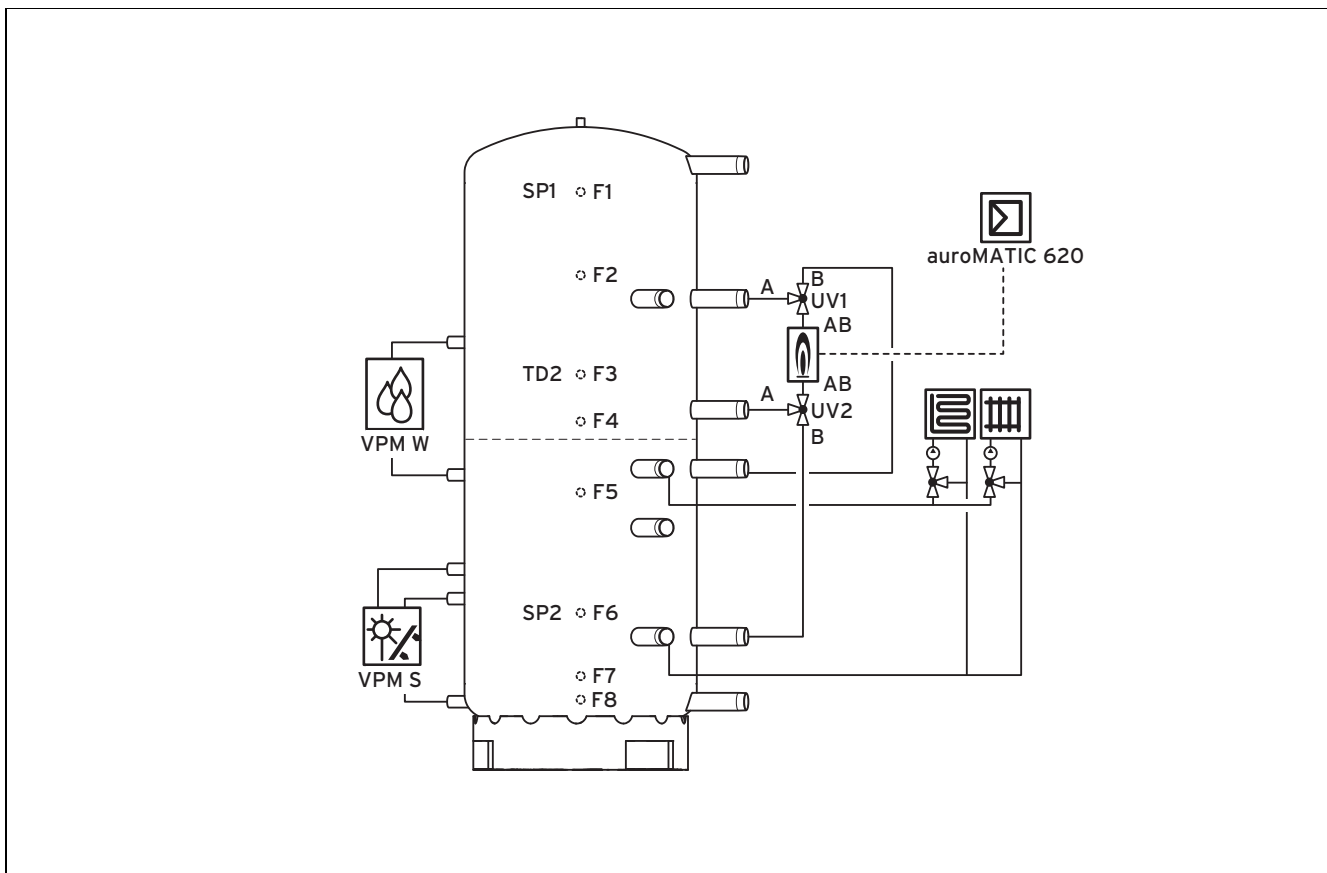 SP1 F1
auroMATIC 620
F2
B
A
UV1
AB
TD2 F3
AB
A
UV2
F4
B
VPM W
F5
SP2 F6
VPM S
F7
F8